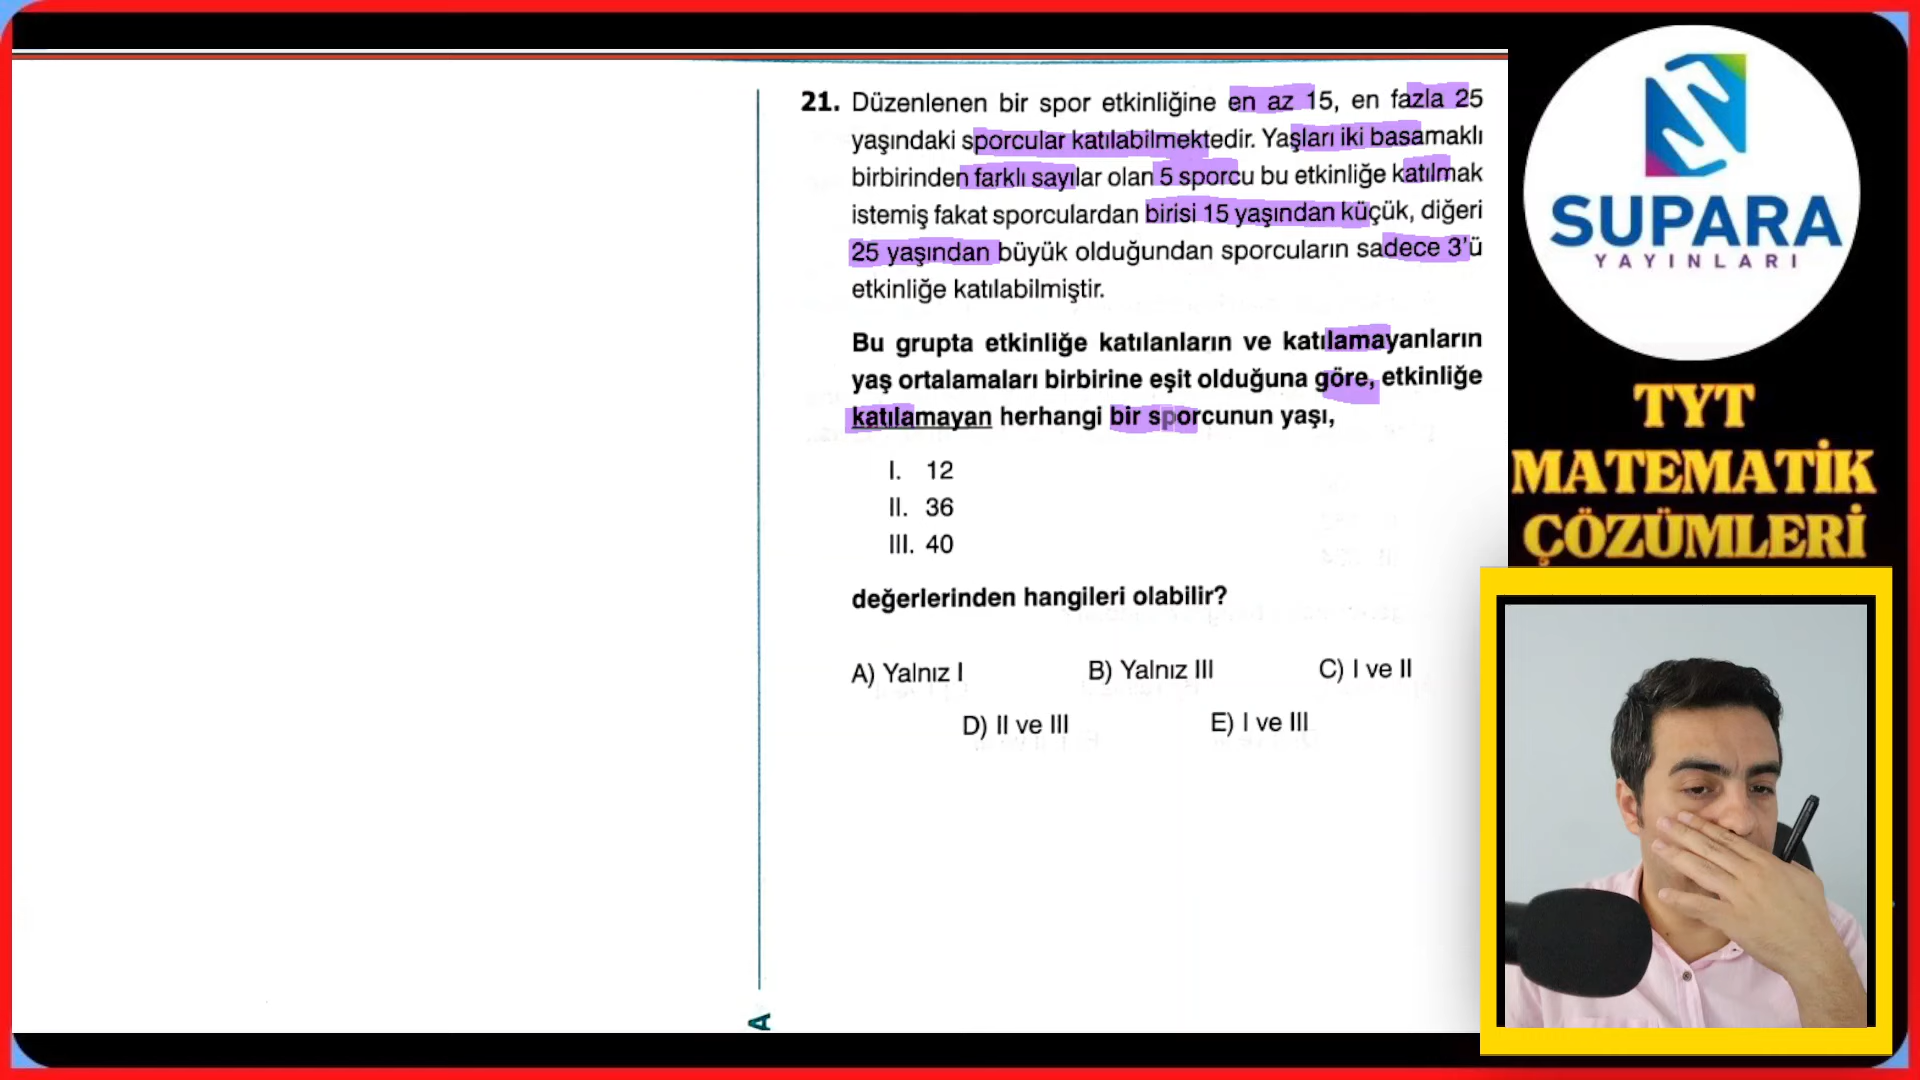 21. Düzenlenen bir spor etkinliğine en az 15, en fazla 25
yaşındaki sporcular katılabilmektedir. Yaşları iki basamaklı
birbirinden farklı sayılar olan 5 sporcu bu etkinliğe katılmak
istemiş fakat sporculardan birisi 15 yaşından küçük, diğeri
25 yaşından büyük olduğundan sporcuların sadece 3'ü
etkinliğe katılabilmiştir.
Bu grupta etkinliğe katılanların ve katılamayanların
yaş ortalamaları birbirine eşit olduğuna göre, etkinliğe
katılamayan herhangi bir sporcunun yaşı,
I. 12
II. 36
III. 40
değerlerinden hangileri olabilir?
A) Yalnız I B) Yalnız III C) I ve II
D) II ve III E) I ve III
A
SUPARA
YAYINLARI
TYT
MATEMATİK
ÇÖZÜMLERİ